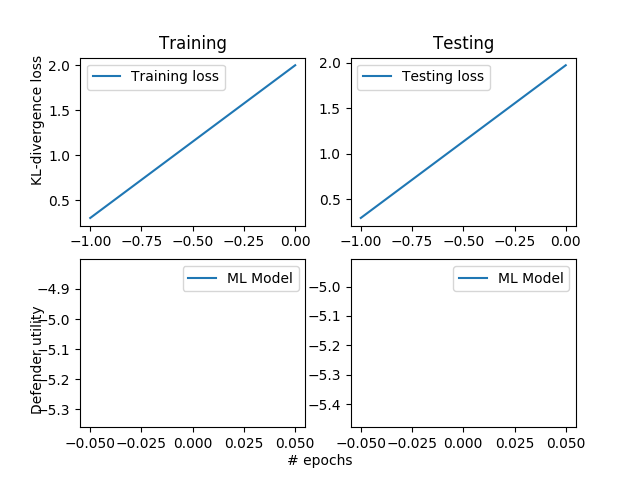 Training
Testing
KL-divergence loss
2.0
1.5
1.0
0.5
Training loss
−1.00 −0.75 −0.50 −0.25 0.00
2.0
1.5
1.0
0.5
Testing loss
−1.00 −0.75 −0.50 −0.25 0.00
Defender utility
−4.9
−5.0
−5.1
−5.2
−5.3
ML Model
−0.050 −0.025 0.000 0.025 0.050
−5.0
−5.1
−5.2
−5.3
−5.4
ML Model
−0.050 −0.025 0.000 0.025 0.050
# epochs